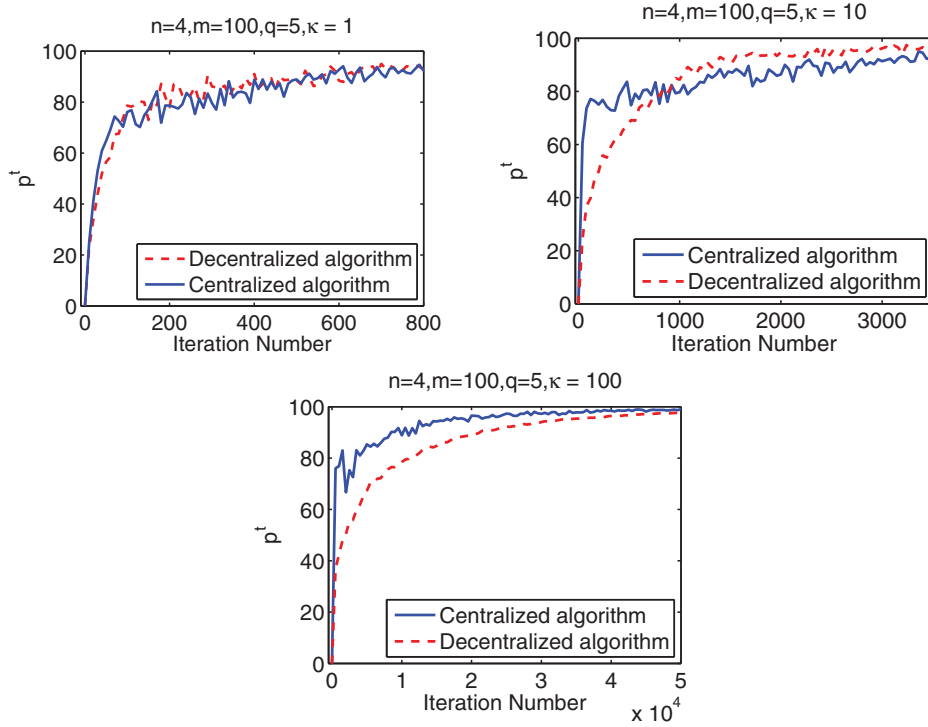 n=4,m=100,q=5,κ = 1
100
80
60
40
20
0
p^t
0
200
400
600
800
Iteration Number
Decentralized algorithm
Centralized algorithm
n=4,m=100,q=5,κ = 10
100
80
60
40
20
0
p^t
0
1000
2000
3000
Iteration Number
Centralized algorithm
Decentralized algorithm
n=4,m=100,q=5,κ = 100
100
80
60
40
20
0
p^t
0
1
2
3
4
5
Iteration Number
x 10^4
Centralized algorithm
Decentralized algorithm